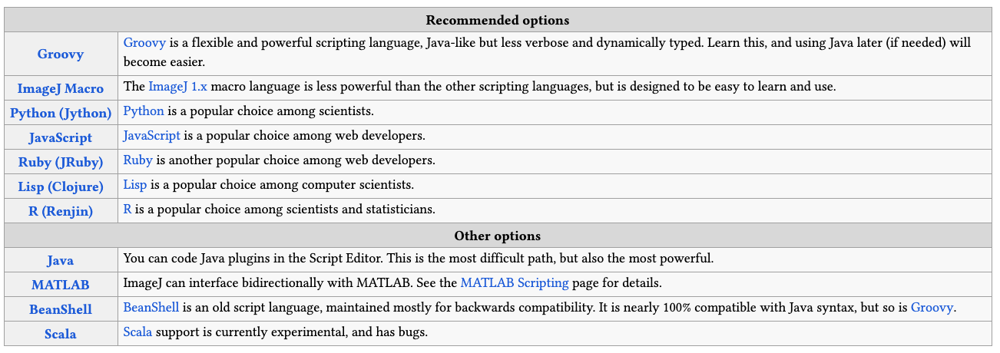 Recommended options
Groovy
Groovy is a flexible and powerful scripting language, Java-like but less verbose and dynamically typed. Learn this, and using Java later (if needed) will
become easier.
ImageJ Macro
The ImageJ 1.x macro language is less powerful than the other scripting languages, but is designed to be easy to learn and use.
Python (Jython)
Python is a popular choice among scientists.
JavaScript
JavaScript is a popular choice among web developers.
Ruby (JRuby)
Ruby is another popular choice among web developers.
Lisp (Clojure)
Lisp is a popular choice among computer scientists.
R (Renjin)
R is a popular choice among scientists and statisticians.
Other options
Java
You can code Java plugins in the Script Editor. This is the most difficult path, but also the most powerful.
MATLAB
ImageJ can interface bidirectionally with MATLAB. See the MATLAB Scripting page for details.
BeanShell
BeanShell is an old script language, maintained mostly for backwards compatibility. It is nearly 100% compatible with Java syntax, but so is Groovy.
Scala
Scala support is currently experimental, and has bugs.